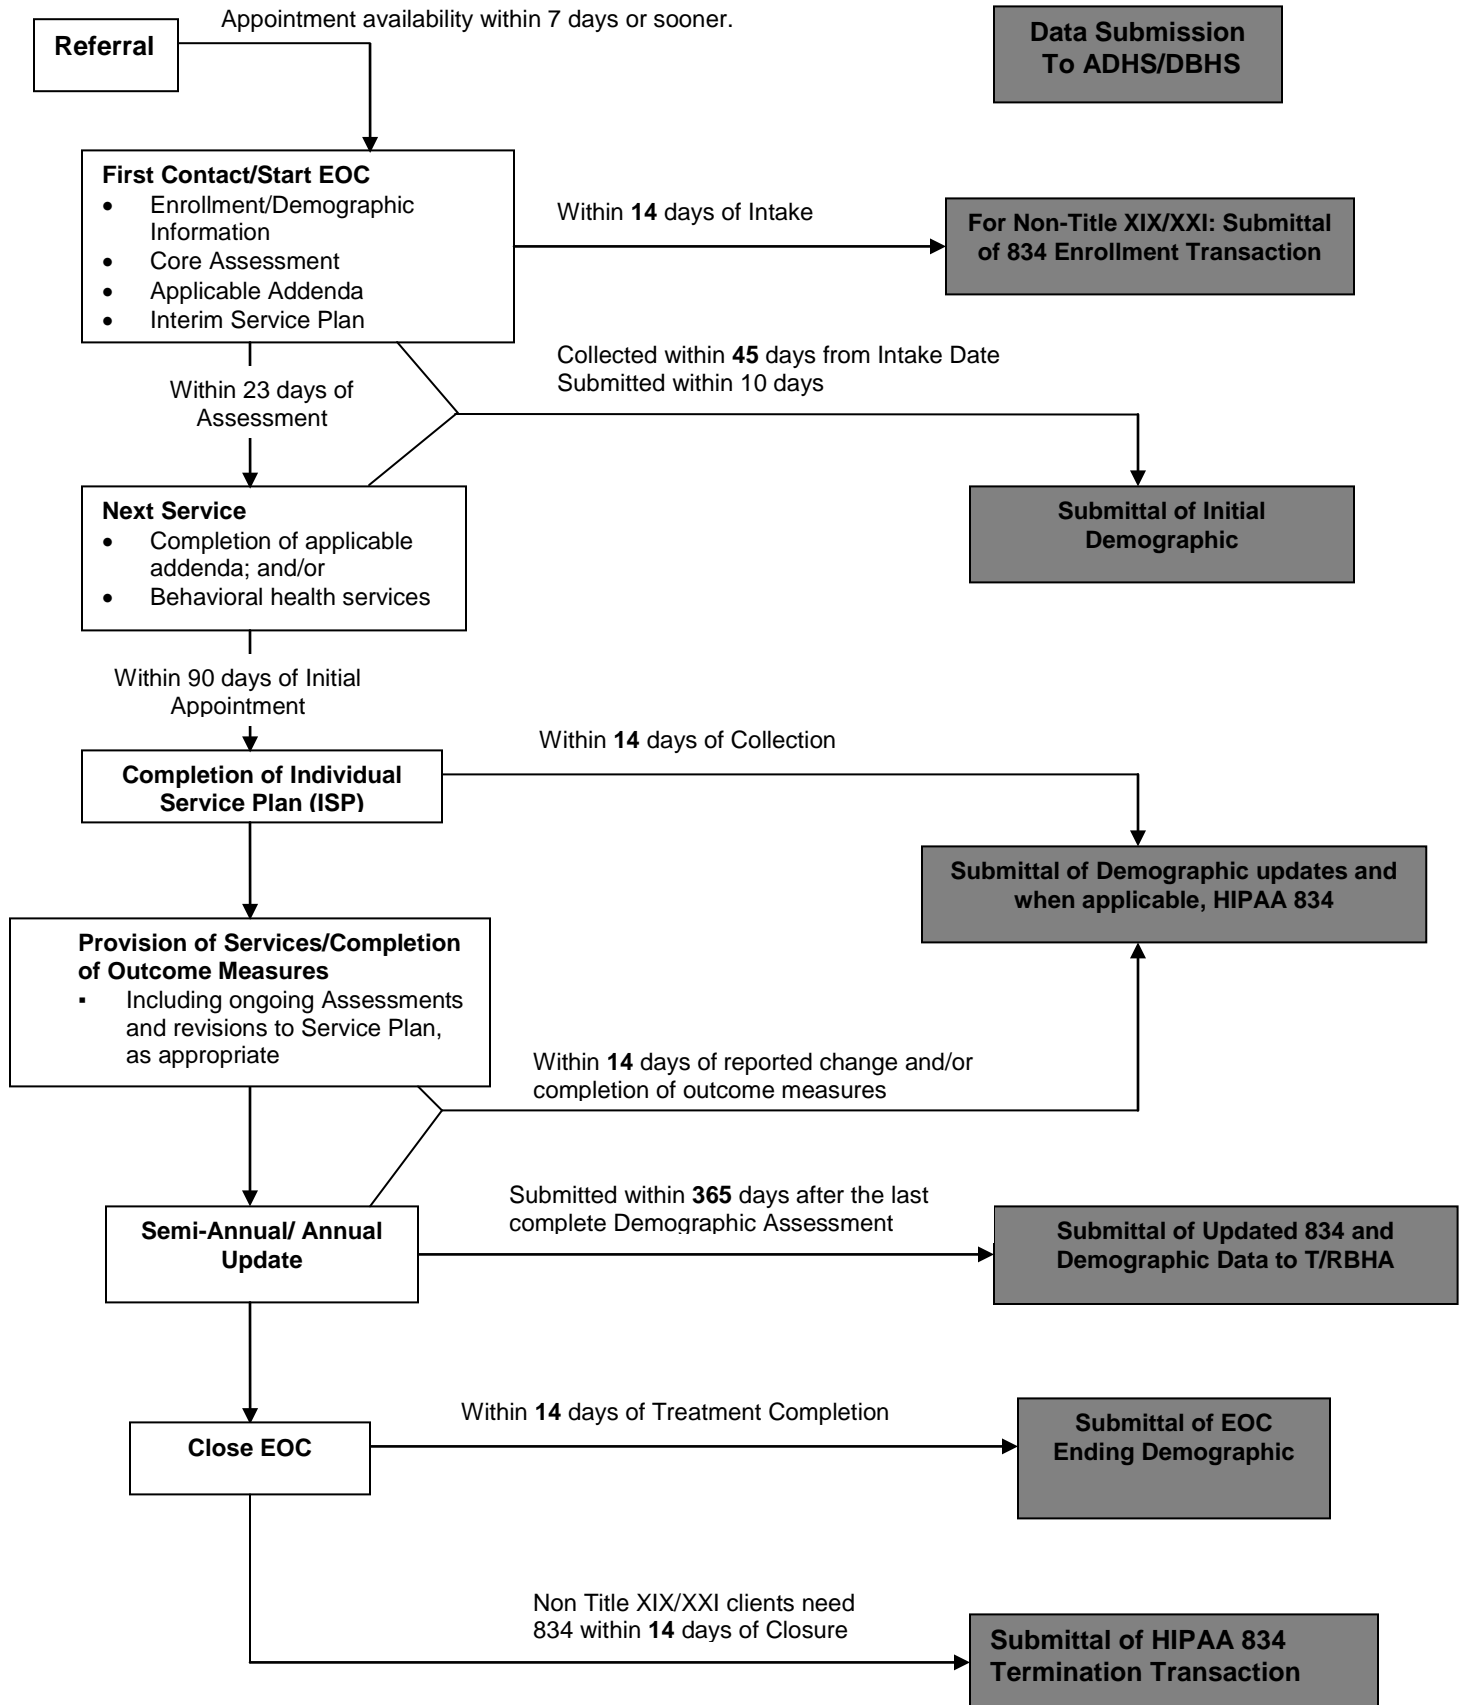 Appointment availability within 7 days or sooner.
Referral
Data Submission
To ADHS/DBHS
First Contact/Start EOC
• Enrollment/Demographic
Information
• Core Assessment
• Applicable Addenda
• Interim Service Plan
Within 14 days of Intake
For Non-Title XIX/XXI: Submittal
of 834 Enrollment Transaction
Collected within 45 days from Intake Date
Submitted within 10 days
Within 23 days of
Assessment
Next Service
• Completion of applicable
addenda; and/or
• Behavioral health services
Submittal of Initial
Demographic
Within 90 days of Initial
Appointment
Within 14 days of Collection
Completion of Individual
Service Plan (ISP)
Submittal of Demographic updates and
when applicable, HIPAA 834
Provision of Services/Completion
of Outcome Measures
▪ Including ongoing Assessments
and revisions to Service Plan,
as appropriate
Within 14 days of reported change and/or
completion of outcome measures
Submitted within 365 days after the last
complete Demographic Assessment
Semi-Annual/ Annual
Update
Submittal of Updated 834 and
Demographic Data to T/RBHA
Within 14 days of Treatment Completion
Close EOC
Submittal of EOC
Ending Demographic
Non Title XIX/XXI clients need
834 within 14 days of Closure
Submittal of HIPAA 834
Termination Transaction